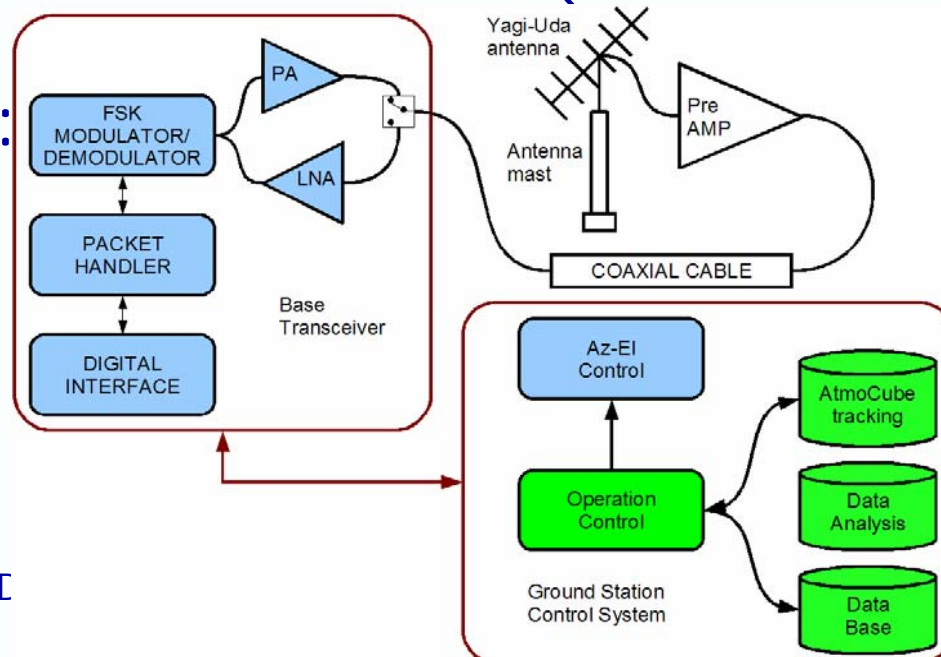 Yagi-Uda
antenna
PA
FSK
MODULATOR/
DEMODULATOR
LNA
Pre
AMP
Antenna
mast
PACKET
HANDLER
COAXIAL CABLE
Base
Transceiver
DIGITAL
INTERFACE
Az-El
Control
AtmoCube
tracking
Operation
Control
Data
Analysis
Ground Station
Control System
Data
Base